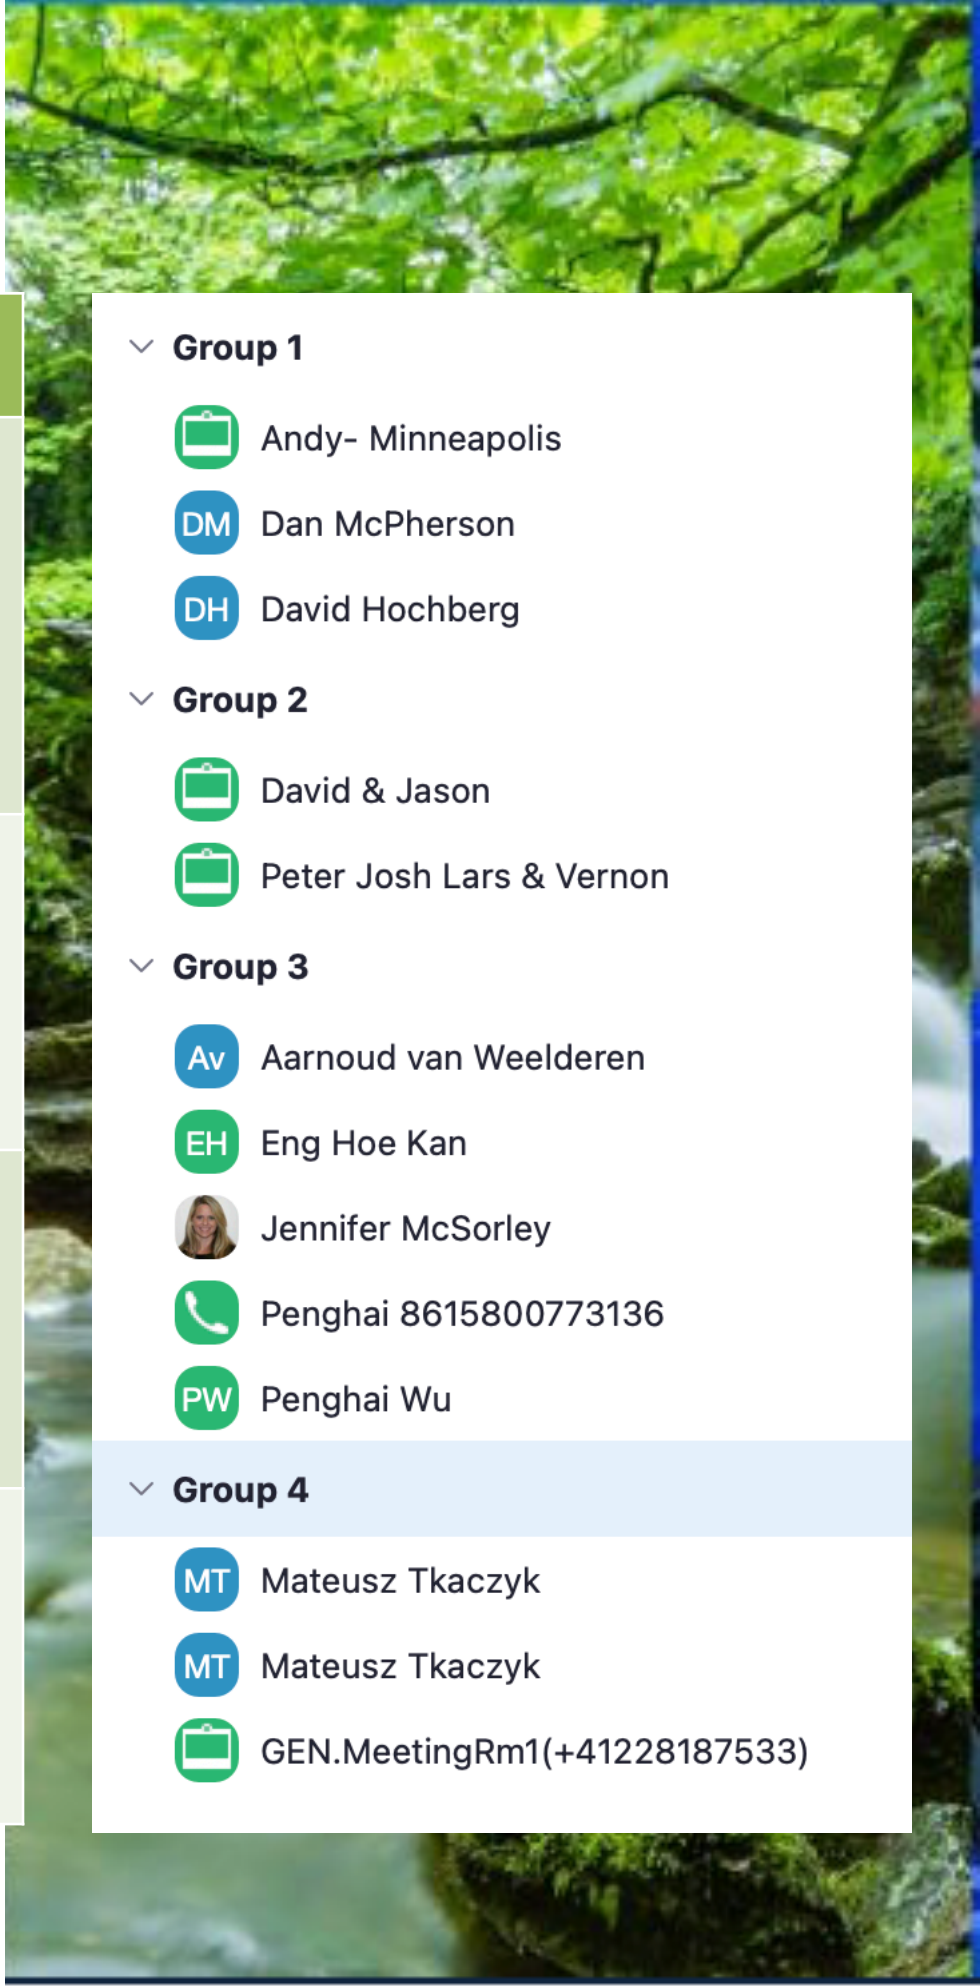 Group 1
Andy- Minneapolis
DM Dan McPherson
DH David Hochberg
Group 2
David & Jason
Peter Josh Lars & Vernon
Group 3
Av Aarnoud van Weelderen
EH Eng Hoe Kan
Jennifer McSorley
Penghai 8615800773136
PW Penghai Wu
Group 4
MT Mateusz Tkaczyk
MT Mateusz Tkaczyk
GEN.MeetingRm1(+41228187533)